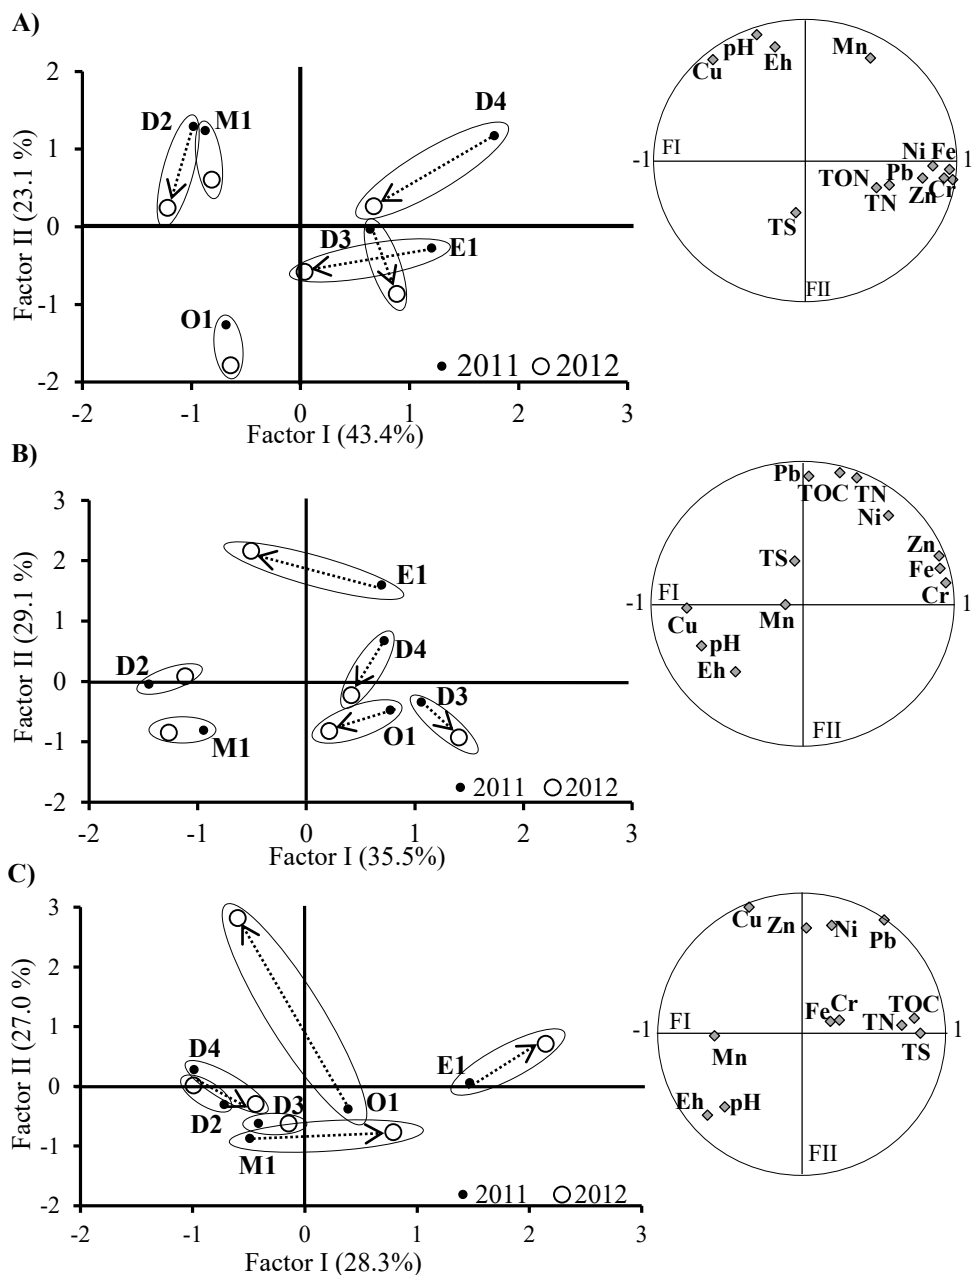 A)
2
1
0
-1
-2
Factor II (23.1 %)
D2
M1
D4
D3
E1
O1
2011
2012
-2
-1
0
1
2
3
Factor I (43.4%)
pH
Eh
Cu
Mn
FI
-1
1
Ni
Fe
Pb
TON
TN
Zn
Cr
TS
FII
B)
3
2
1
0
-1
-2
Factor II (29.1 %)
E1
D4
D2
D3
O1
M1
2011
2012
-2
-1
0
1
2
3
Factor I (35.5%)
Pb
TOC
TN
Ni
TS
Zn
Fe
Cr
FI
-1
1
Cu
Mn
pH
Eh
FII
C)
3
2
1
0
-1
-2
Factor II (27.0 %)
D4
E1
D2
D3
O1
M1
2011
2012
-2
-1
0
1
2
3
Factor I (28.3%)
Cu
Zn
Ni
Pb
Fe
Cr
TOC
TN
TS
FI
-1
1
Mn
Eh
pH
FII